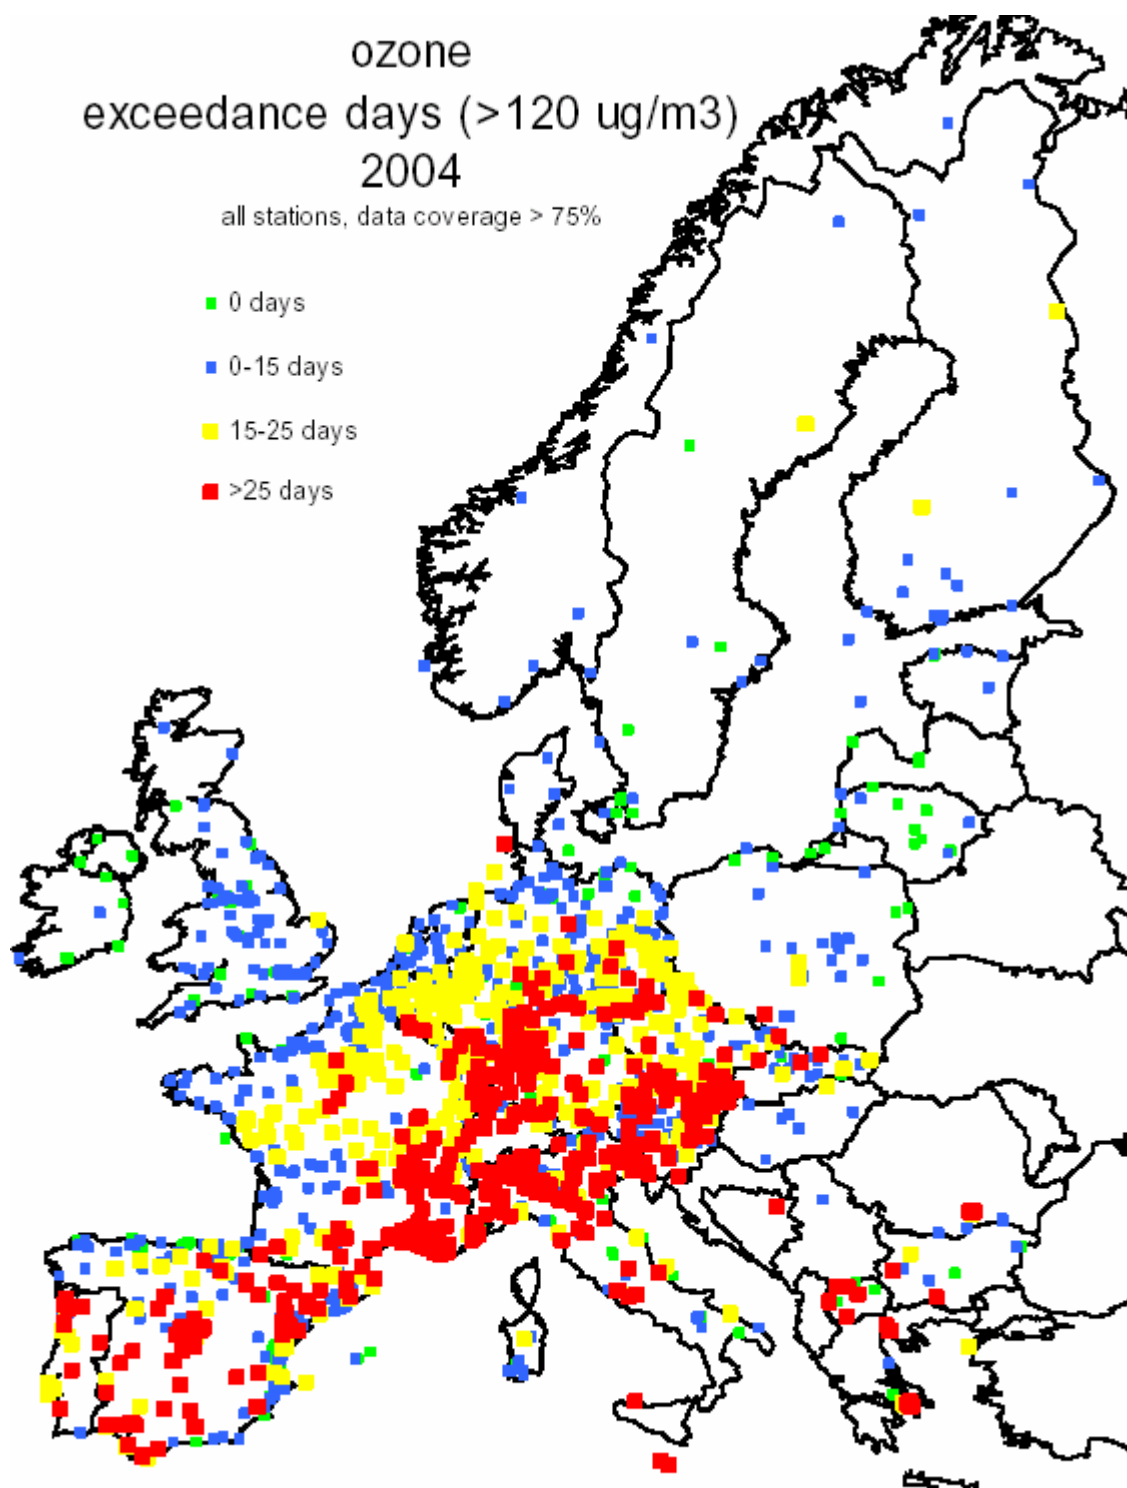 ozone
exceedance days (>120 ug/m3)
2004
all stations, data coverage > 75%
0 days
0-15 days
15-25 days
>25 days